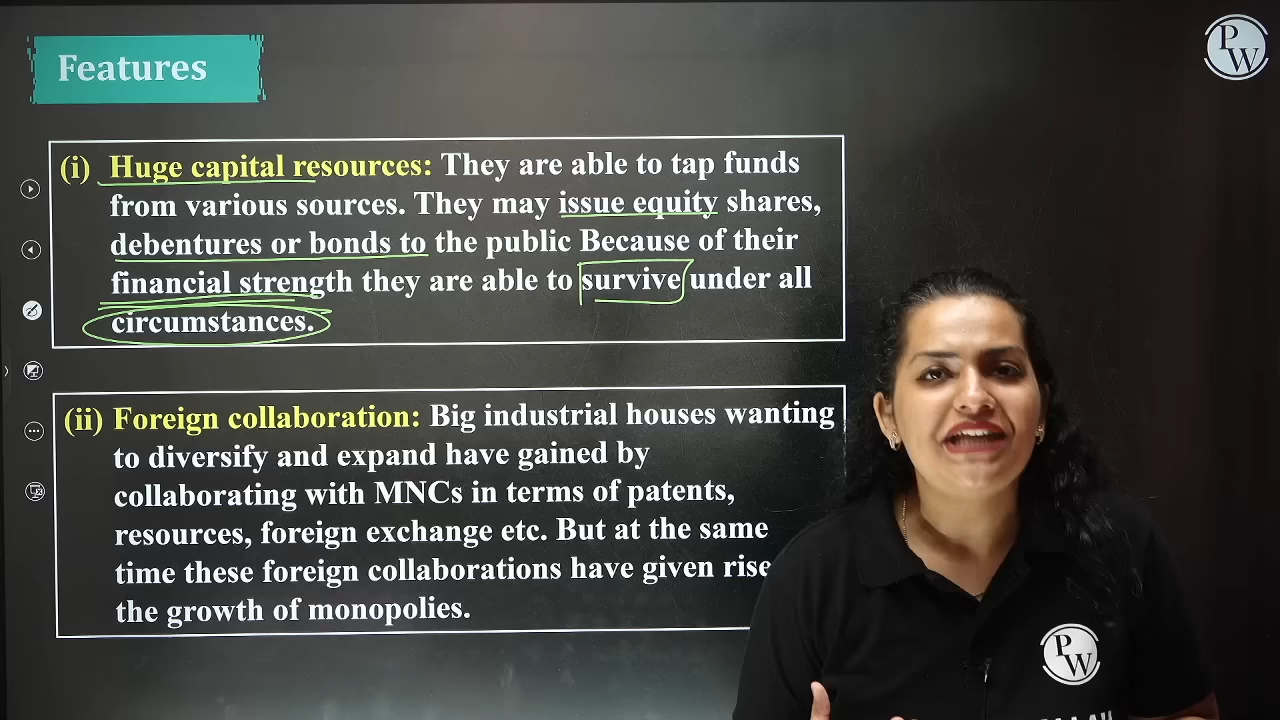 Features
PW
(i) Huge capital resources: They are able to tap funds
from various sources. They may issue equity shares,
debentures or bonds to the public Because of their
financial strength they are able to survive under all
circumstances.
(ii) Foreign collaboration: Big industrial houses wanting
to diversify and expand have gained by
collaborating with MNCs in terms of patents,
resources, foreign exchange etc. But at the same
time these foreign collaborations have given rise
the growth of monopolies.
PW